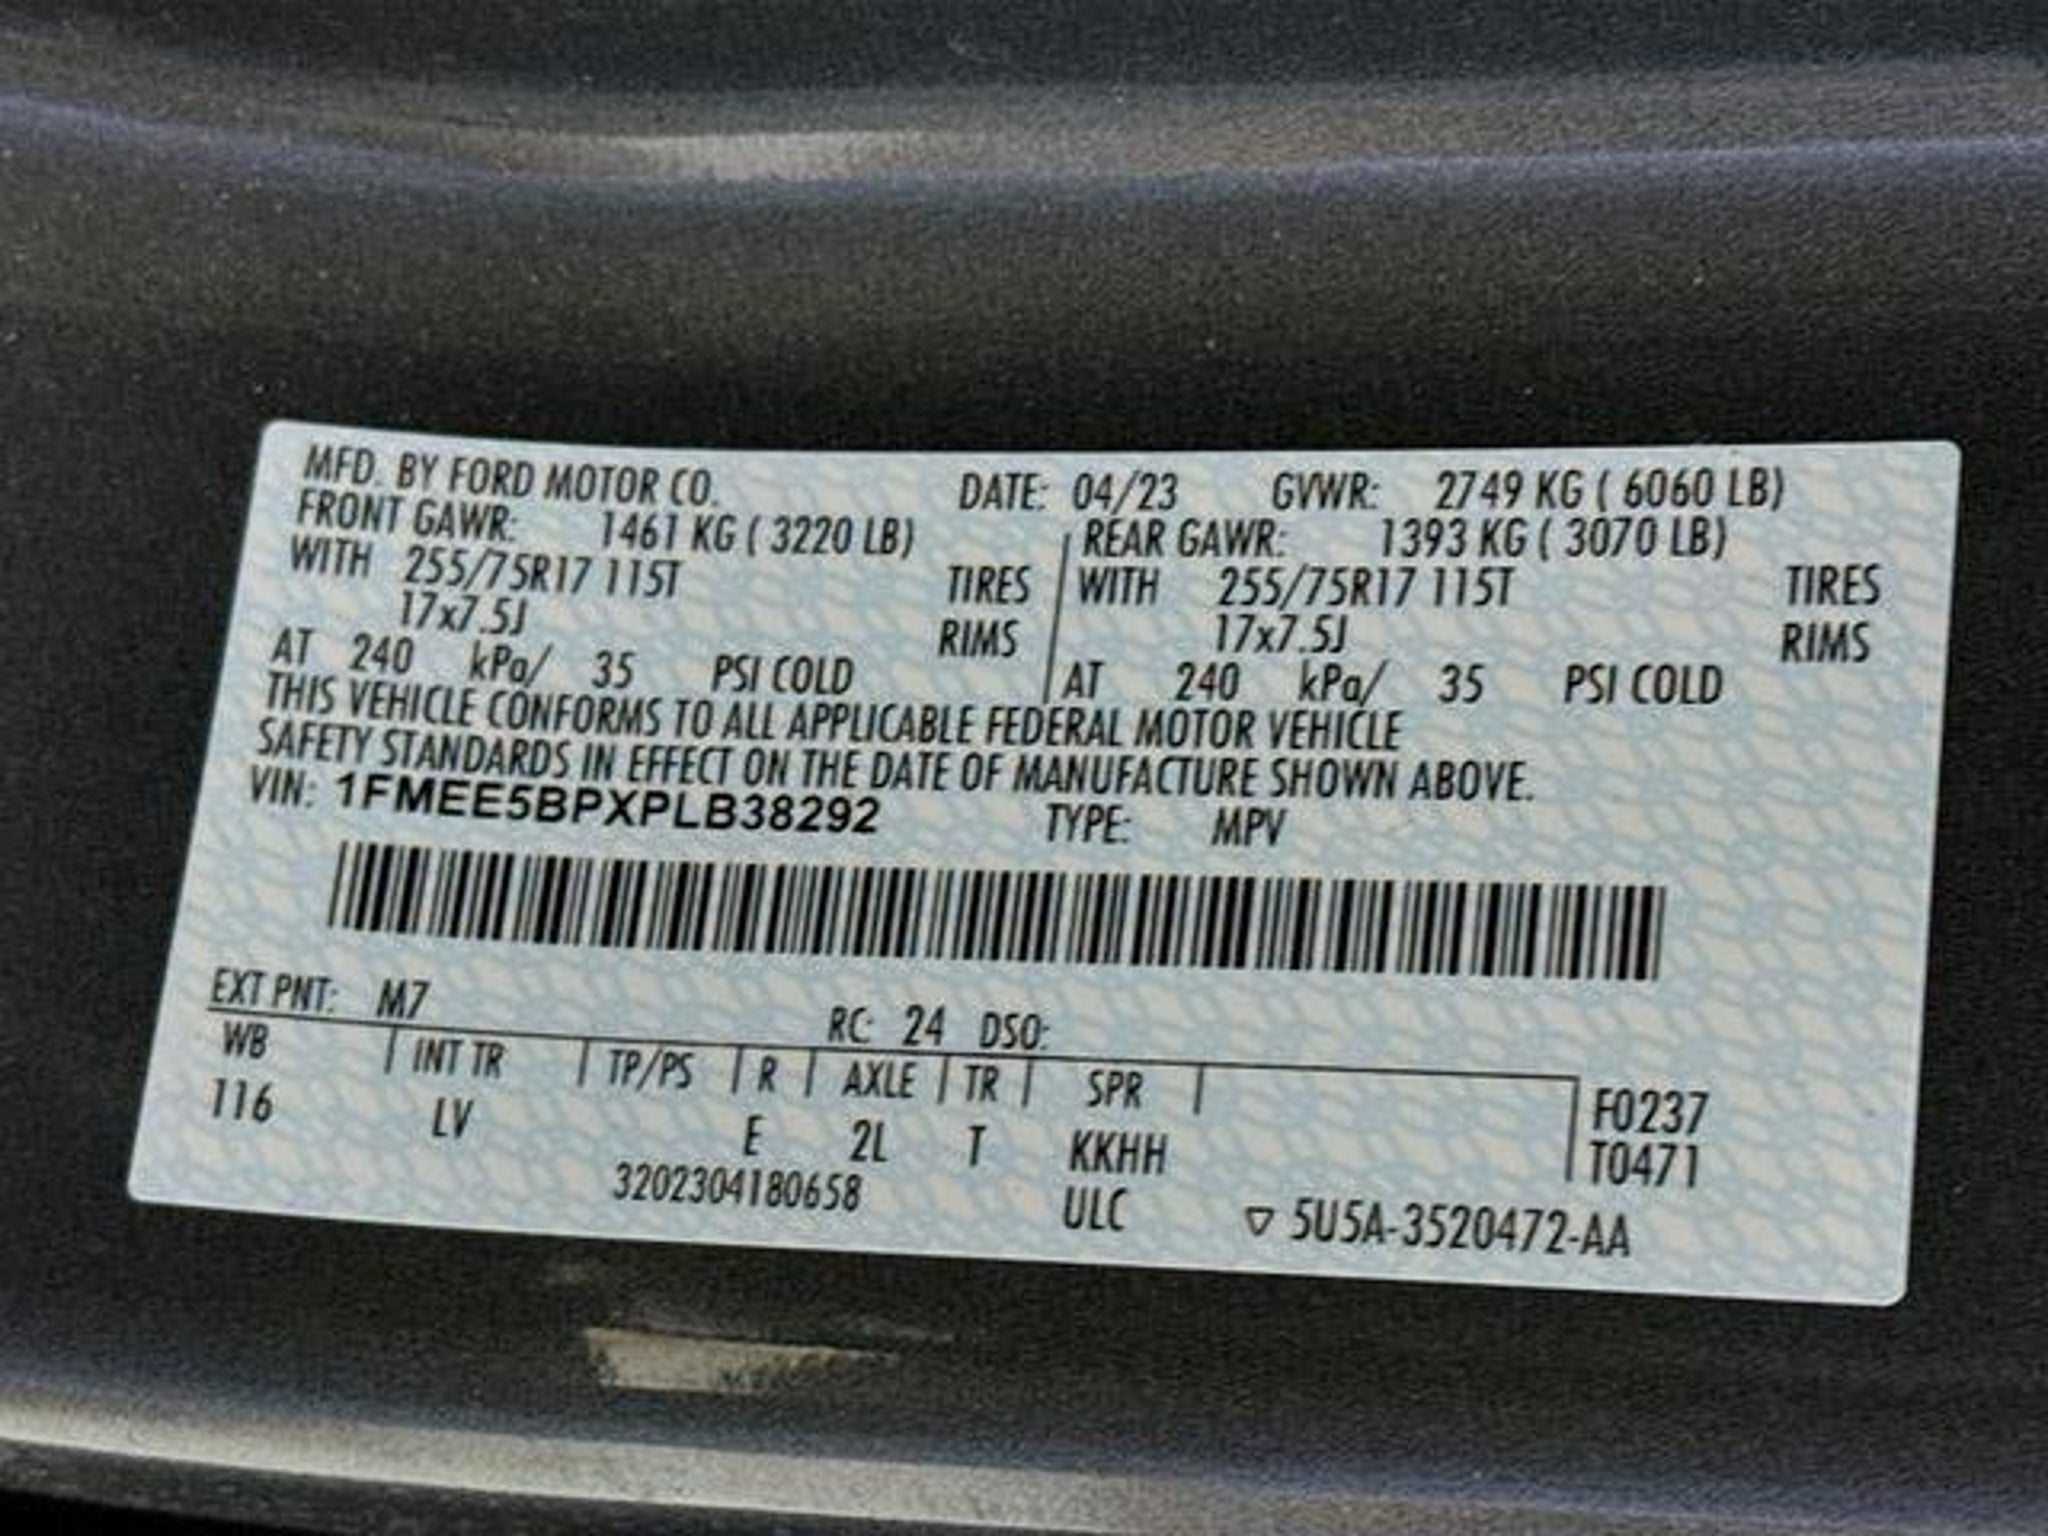 MFD. BY FORD MOTOR CO. DATE: 04/23 GVWR: 2749 KG ( 6060 LB)
FRONT GAWR: 1461 KG ( 3220 LB) REAR GAWR: 1393 KG ( 3070 LB)
WITH 255/75R17 115T TIRES WITH 255/75R17 115T TIRES
17x7.5J RIMS 17x7.5J RIMS
AT 240 kPa/ 35 PSI COLD AT 240 kPa/ 35 PSI COLD
THIS VEHICLE CONFORMS TO ALL APPLICABLE FEDERAL MOTOR VEHICLE
SAFETY STANDARDS IN EFFECT ON THE DATE OF MANUFACTURE SHOWN ABOVE.
VIN: 1FMEE5BPXPLB38292 TYPE: MPV
EXT PNT: M7 RC: 24 DSO:
WB INT TR TP/PS R AXLE TR SPR F0237
116 LV E 2L T KKHH T0471
3202304180658 ULC ▽ 5U5A-3520472-AA